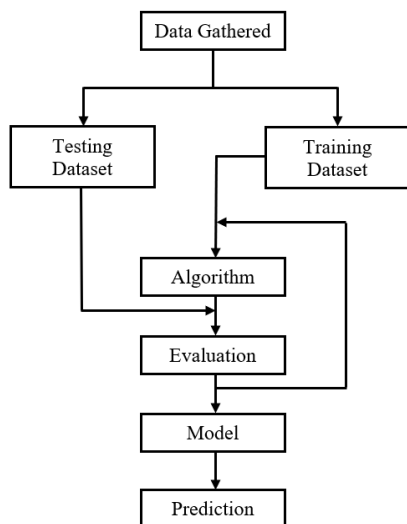 Data Gathered
Testing
Dataset
Training
Dataset
Algorithm
Evaluation
Model
Prediction